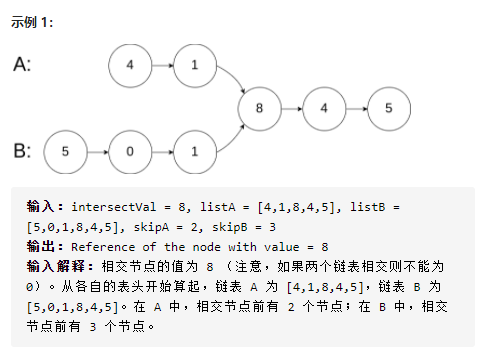 示例 1：
A: 4 1
8 4 5
B: 5 0 1
输入：intersectVal = 8, listA = [4,1,8,4,5], listB =
[5,0,1,8,4,5], skipA = 2, skipB = 3
输出：Reference of the node with value = 8
输入解释：相交节点的值为 8 （注意，如果两个链表相交则不能为
0）。从各自的表头开始算起，链表 A 为 [4,1,8,4,5]，链表 B 为
[5,0,1,8,4,5]。在 A 中，相交节点前有 2 个节点；在 B 中，相交
节点前有 3 个节点。